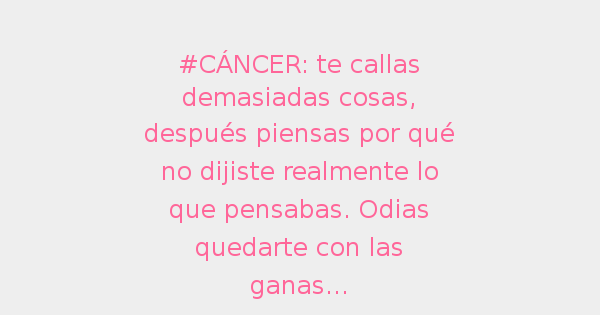 #CÁNCER: te callas
demasiadas cosas,
después piensas por qué
no dijiste realmente lo
que pensabas. Odias
quedarte con las
ganas...